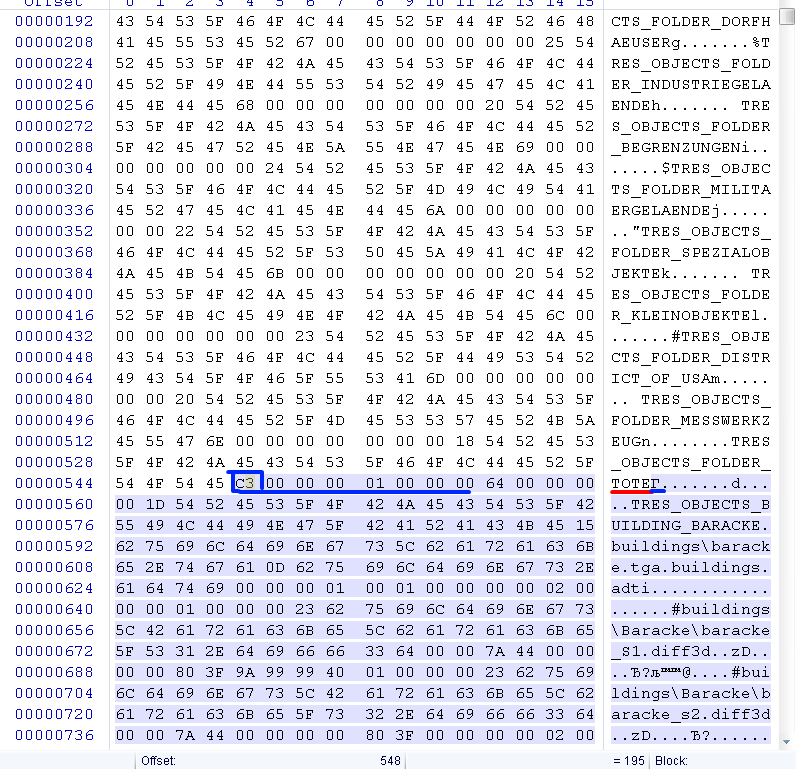 Offset 0 1 2 3 4 5 6 7 8 9 10 11 12 13 14 15
00000192 43 54 53 5F 46 4F 4C 44 45 52 5F 44 4F 52 46 48 CTS_FOLDER_DORFH
00000208 41 45 55 53 45 52 67 00 00 00 00 00 00 00 25 54 AEUSERg.......%T
00000224 52 45 53 5F 4F 42 4A 45 43 54 53 5F 46 4F 4C 44 RES_OBJECTS_FOLD
00000240 45 52 5F 49 4E 44 55 53 54 52 49 45 47 45 4C 41 ER_INDUSTRIEGELA
00000256 45 4E 44 45 68 00 00 00 00 00 00 00 20 54 52 45 ENDEh....... TRE
00000272 53 5F 4F 42 4A 45 43 54 53 5F 46 4F 4C 44 45 52 S_OBJECTS_FOLDER
00000288 5F 42 45 47 52 45 4E 5A 55 4E 47 45 4E 69 00 00 _BEGRENZUNGENi..
00000304 00 00 00 00 00 24 54 52 45 53 5F 4F 42 4A 45 43 .....$TRES_OBJEC
00000320 54 53 5F 46 4F 4C 44 45 52 5F 4D 49 4C 49 54 41 TS_FOLDER_MILITA
00000336 45 52 47 45 4C 41 45 4E 44 45 6A 00 00 00 00 00 ERGELAENDEj.....
00000352 00 00 22 54 52 45 53 5F 4F 42 4A 45 43 54 53 5F .."TRES_OBJECTS_
00000368 46 4F 4C 44 45 52 5F 53 50 45 5A 49 41 4C 4F 42 FOLDER_SPEZIALOB
00000384 4A 45 4B 54 45 6B 00 00 00 00 00 00 00 20 54 52 JEKTEk....... TR
00000400 45 53 5F 4F 42 4A 45 43 54 53 5F 46 4F 4C 44 45 ES_OBJECTS_FOLDE
00000416 52 5F 4B 4C 45 49 4E 4F 42 4A 45 4B 54 45 6C 00 R_KLEINOBJEKTEl.
00000432 00 00 00 00 00 00 23 54 52 45 53 5F 4F 42 4A 45 ......#TRES_OBJE
00000448 43 54 53 5F 46 4F 4C 44 45 52 5F 44 49 53 54 52 CTS_FOLDER_DISTR
00000464 49 43 54 5F 4F 46 5F 55 53 41 6D 00 00 00 00 00 ICT_OF_USAm.....
00000480 00 00 20 54 52 45 53 5F 4F 42 4A 45 43 54 53 5F .. TRES_OBJECTS_
00000496 46 4F 4C 44 45 52 5F 4D 45 53 53 57 45 52 4B 5A FOLDER_MESSWERKZ
00000512 45 55 47 6E 00 00 00 00 00 00 00 18 54 52 45 53 EUGn........TRES
00000528 5F 4F 42 4A 45 43 54 53 5F 46 4F 4C 44 45 52 5F _OBJECTS_FOLDER_
00000544 54 4F 54 45 C3 00 00 00 01 00 00 00 64 00 00 00 TOTEГ.......d...
00000560 00 1D 54 52 45 53 5F 4F 42 4A 45 43 54 53 5F 42 ..TRES_OBJECTS_B
00000576 55 49 4C 44 49 4E 47 5F 42 41 52 41 43 4B 45 15 UILDING_BARACKE.
00000592 62 75 69 6C 64 69 6E 67 73 5C 62 61 72 61 63 6B buildings\barack
00000608 65 2E 74 67 61 0D 62 75 69 6C 64 69 6E 67 73 2E e.tga.buildings.
00000624 61 64 74 69 00 00 00 01 00 01 00 00 00 00 02 00 adti............
00000640 00 00 01 00 00 00 23 62 75 69 6C 64 69 6E 67 73 ......#buildings
00000656 5C 42 61 72 61 63 6B 65 5C 62 61 72 61 63 6B 65 \Baracke\baracke
00000672 5F 53 31 2E 64 69 66 66 33 64 00 00 7A 44 00 00 _S1.diff3d..zD..
00000688 00 00 80 3F 9A 99 99 40 01 00 00 00 23 62 75 69 ..Ђ?љ™™@....#bui
00000704 6C 64 69 6E 67 73 5C 42 61 72 61 63 6B 65 5C 62 ldings\Baracke\b
00000720 61 72 61 63 6B 65 5F 73 32 2E 64 69 66 66 33 64 aracke_s2.diff3d
00000736 00 00 7A 44 00 00 00 00 80 3F 00 00 00 00 02 00 ..zD....Ђ?......
Offset: 548 = 195 Block: